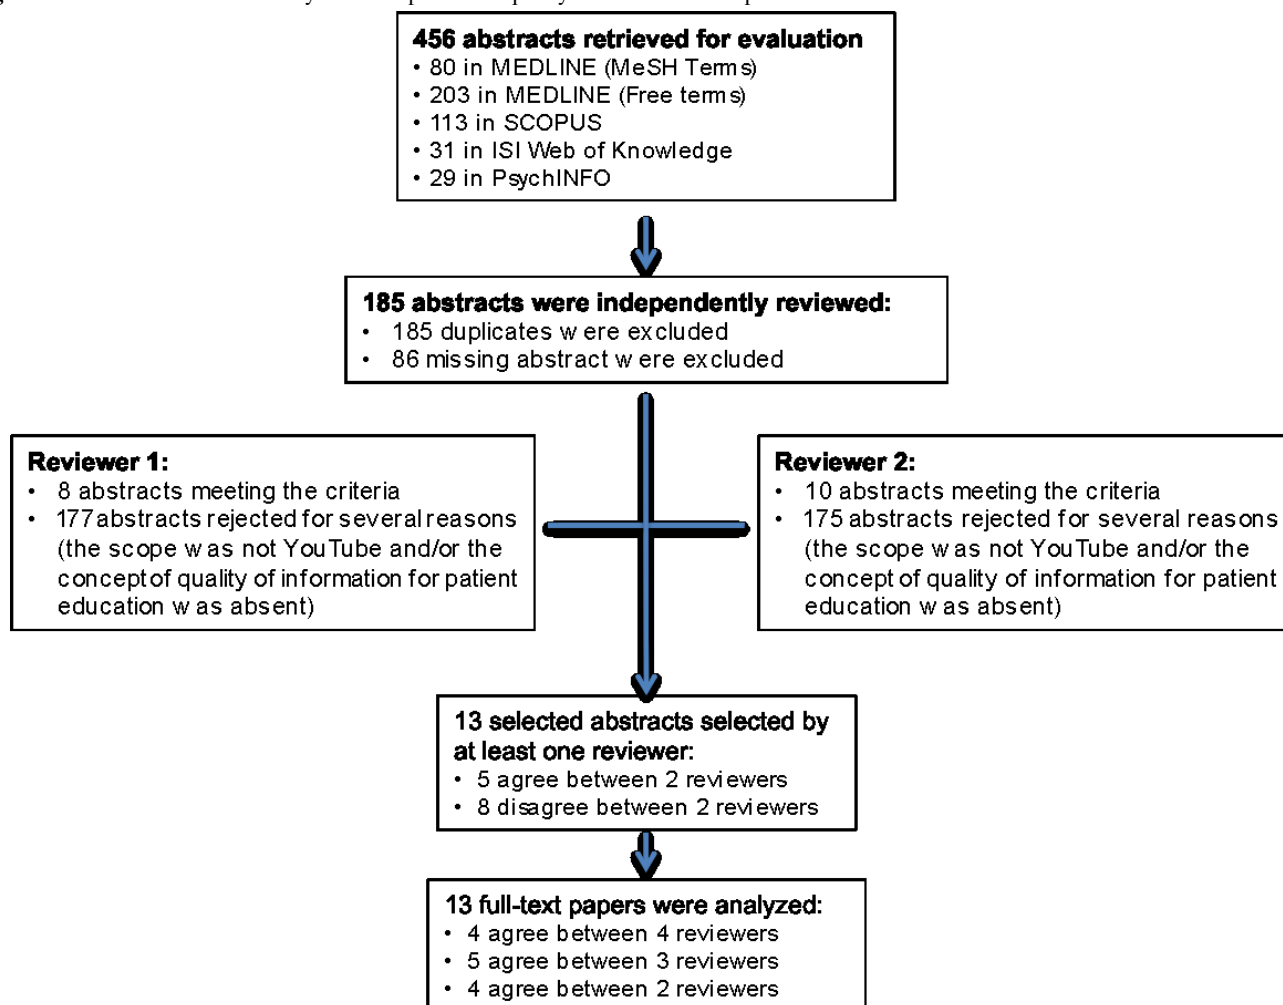 456 abstracts retrieved for evaluation
• 80 in MEDLINE (MeSH Terms)
• 203 in MEDLINE (Free terms)
• 113 in SCOPUS
• 31 in ISI Web of Knowledge
• 29 in PsychINFO
185 abstracts were independently reviewed:
• 185 duplicates were excluded
• 86 missing abstract were excluded
Reviewer 1:
• 8 abstracts meeting the criteria
• 177 abstracts rejected for several reasons
(the scope was not YouTube and/or the
concept of quality of information for patient
education was absent)
Reviewer 2:
• 10 abstracts meeting the criteria
• 175 abstracts rejected for several reasons
(the scope was not YouTube and/or the
concept of quality of information for patient
education was absent)
13 selected abstracts selected by
at least one reviewer:
• 5 agree between 2 reviewers
• 8 disagree between 2 reviewers
13 full-text papers were analyzed:
• 4 agree between 4 reviewers
• 5 agree between 3 reviewers
• 4 agree between 2 reviewers